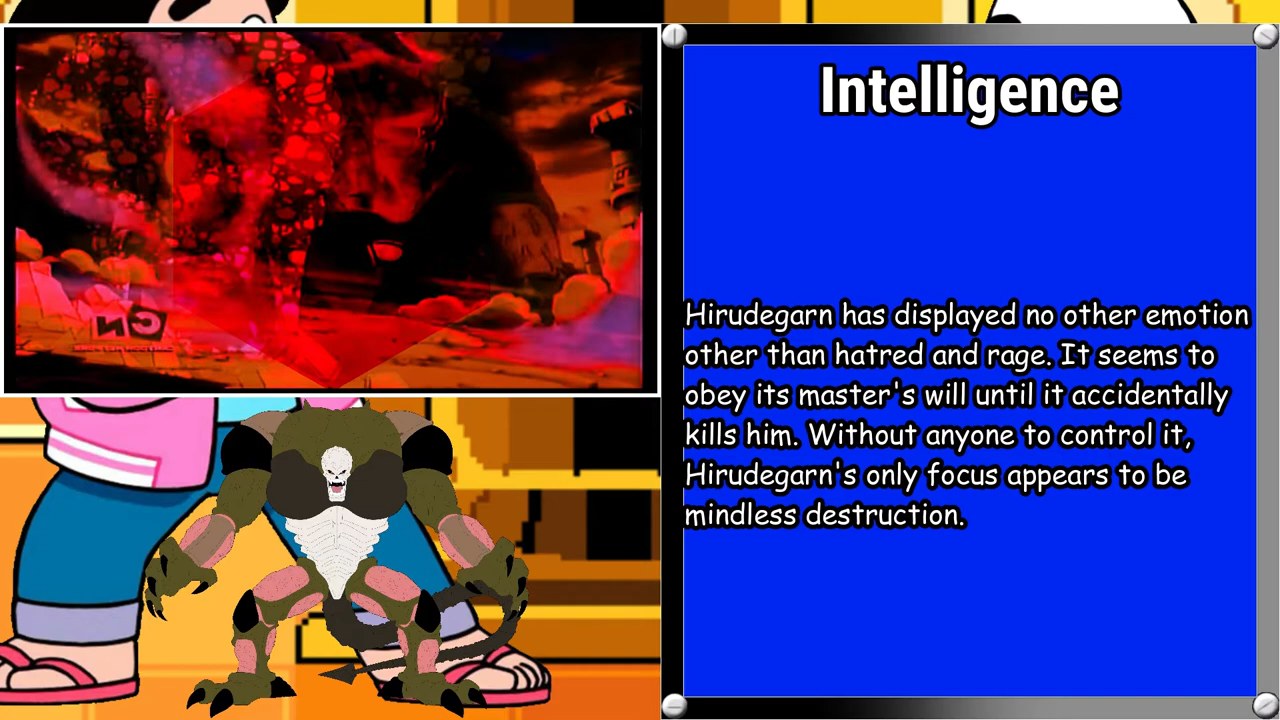 Intelligence
Hirudegarn has displayed no other emotion
other than hatred and rage. It seems to
obey its master's will until it accidentally
kills him. Without anyone to control it,
Hirudegarn's only focus appears to be
mindless destruction.